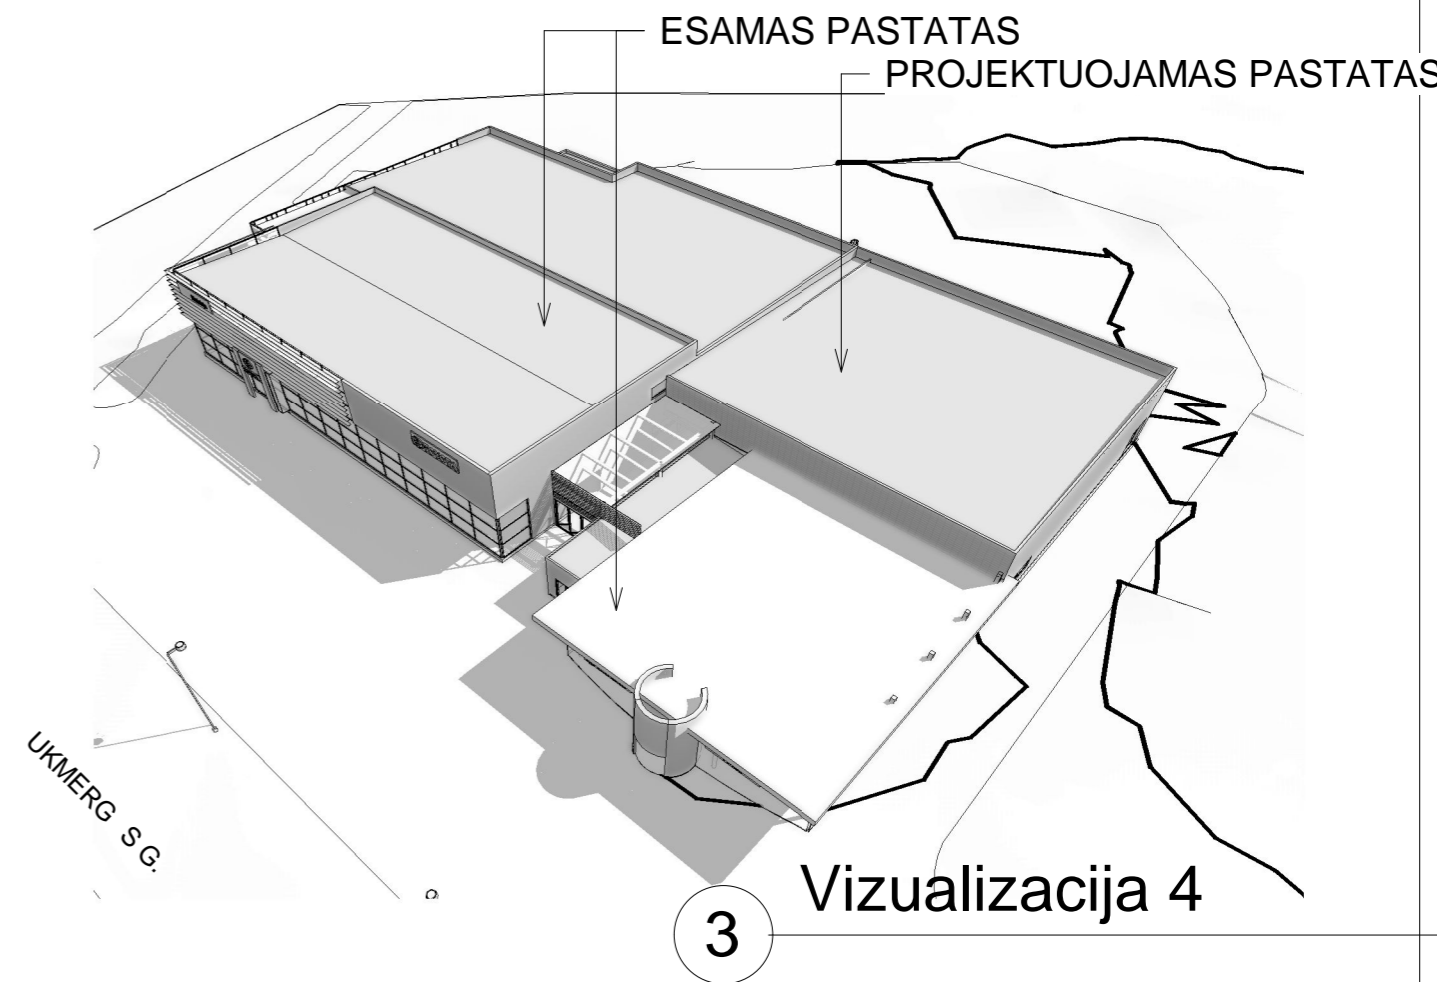 ESAMAS PASTATAS
PROJEKTUOJAMAS PASTATAS
UKMERG S G.
Vizualizacija 4
3